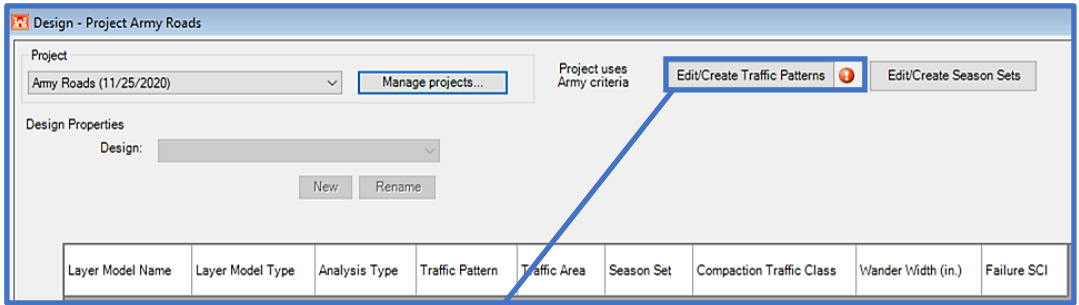 Design - Project Army Roads
Project
Army Roads (11/25/2020)
Manage projects...
Project uses
Army criteria
Edit/Create Traffic Patterns
Edit/Create Season Sets
Design Properties
Design:
New
Rename
Layer Model Name
Layer Model Type
Analysis Type
Traffic Pattern
Traffic Area
Season Set
Compaction Traffic Class
Wander Width (in.)
Failure SCI